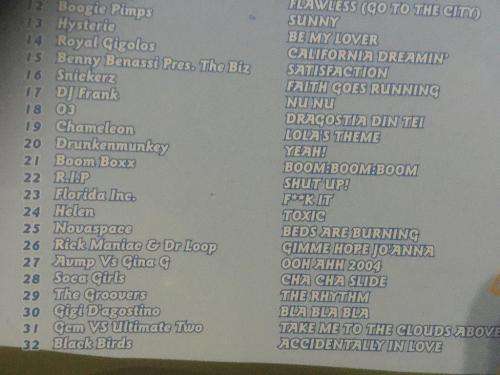 FLAWLESS (GO TO THE CITY)
12 Boogie Pimps SUNNY
13 Hysterie BE MY LOVER
14 Royal Gigolos CALIFORNIA DREAMIN'
15 Benny Benassi Pres. The Biz SATISFACTION
16 Snickerz FAITH GOES RUNNING
17 DJ Frank NU NU
18 O3 DRAGOSTIA DIN TEI
19 Chameleon LOLA'S THEME
20 Drunkenmunkey YEAH!
21 Boom Boxx BOOM:BOOM:BOOM
22 R.I.P SHUT UP!
23 Florida Inc. F**K IT
24 Helen TOXIC
25 Novaspace BEDS ARE BURNING
26 Rick Maniac & Dr Loop GIMME HOPE JO'ANNA
27 Avmp Vs Gina G OOH AHH 2004
28 Soca Girls CHA CHA SLIDE
29 The Groovers THE RHYTHM
30 Gigi D'agostino BLA BLA BLA
31 Gem VS Ultimate Two TAKE ME TO THE CLOUDS ABOVE
32 Black Birds ACCIDENTALLY IN LOVE